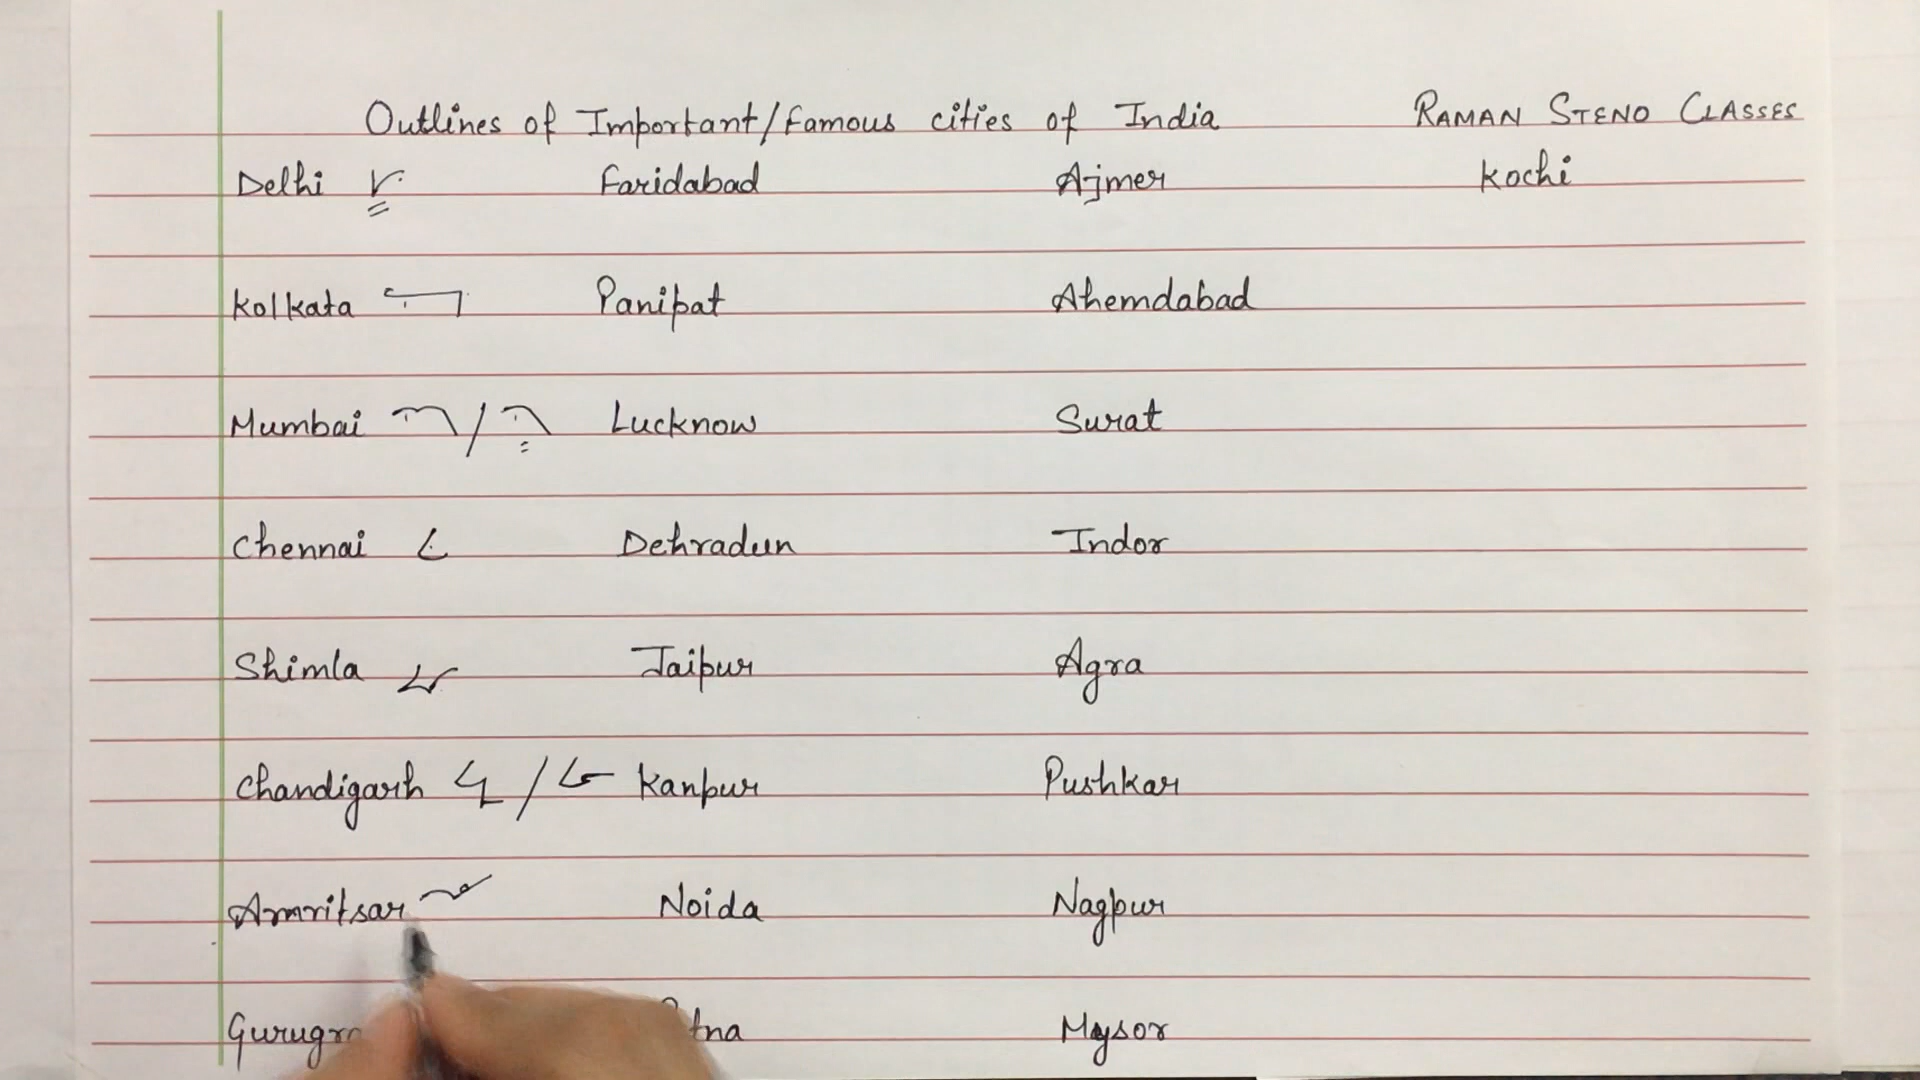 Outlines of Important/famous cities of India RAMAN STENO CLASSES
Delhi Faridabad Ajmer Kochi
Kolkata Panipat Ahemdabad
Mumbai / Lucknow Surat
Chennai Dehradun Indor
Shimla Jaipur Agra
Chandigarh / Kanpur Pushkar
Amritsar Noida Nagpur
Mysor